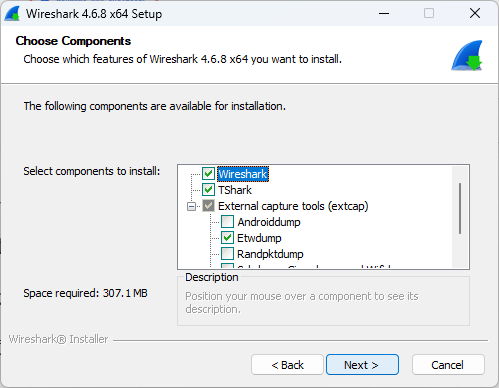 Wireshark 4.6.8 x64 Setup
Choose Components
Choose which features of Wireshark 4.6.8 x64 you want to install.
The following components are available for installation.
Select components to install:
Wireshark
TShark
External capture tools (extcap)
Androiddump
Etwdump
Randpktdump
Space required: 307.1 MB
Description
Position your mouse over a component to see its
description.
Wireshark® Installer
< Back
Next >
Cancel